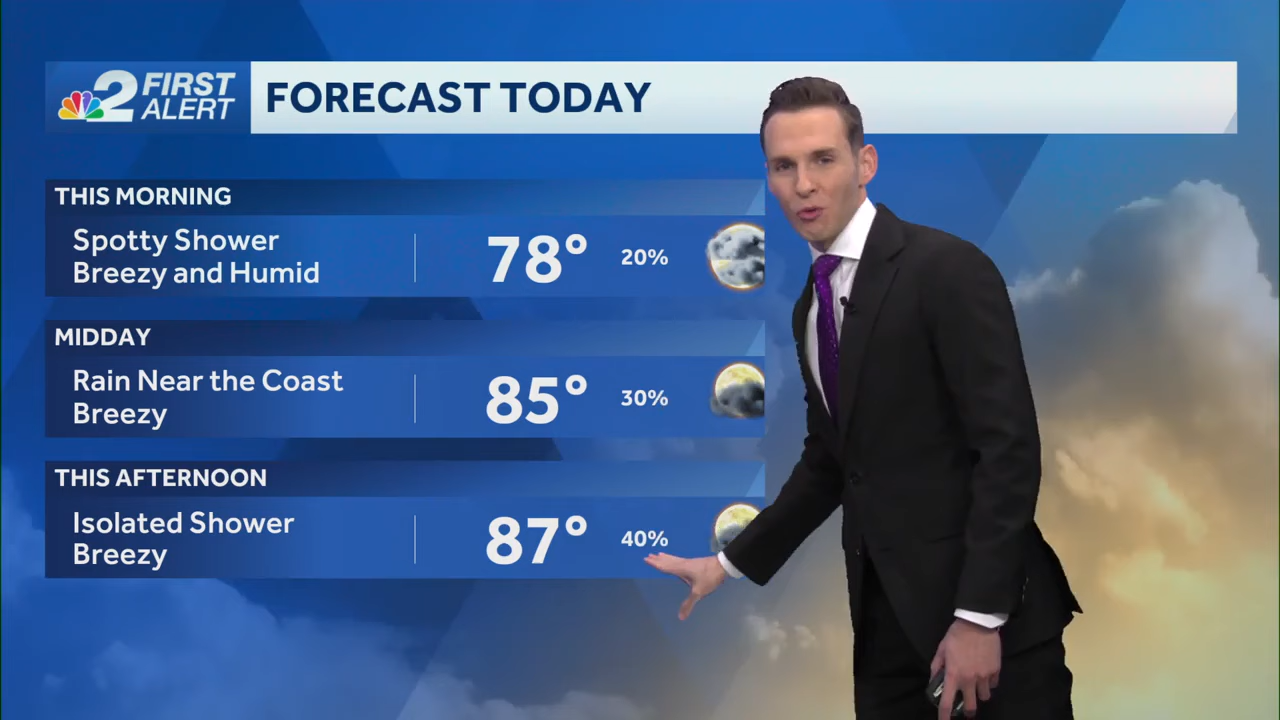 2 FIRST
ALERT
FORECAST TODAY
THIS MORNING
Spotty Shower
Breezy and Humid
78° 20%
MIDDAY
Rain Near the Coast
Breezy
85° 30%
THIS AFTERNOON
Isolated Shower
Breezy
87° 40%